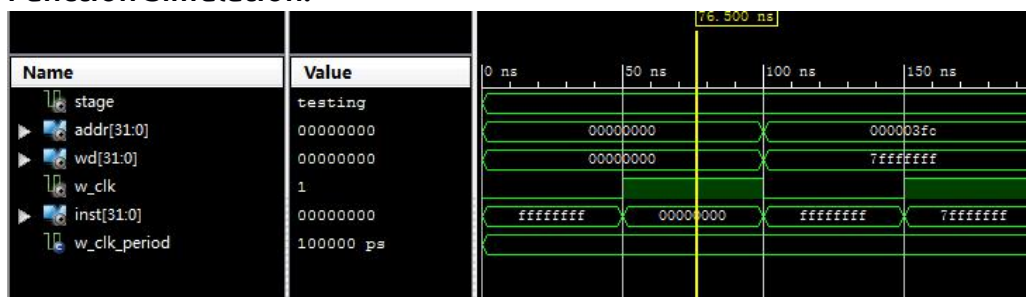 Function Simulation:
76.500 ns
Name Value 0 ns 50 ns 100 ns 150 ns
stage testing
addr[31:0] 00000000 00000000 000003fc
wd[31:0] 00000000 00000000 7fffffff
w_clk 1
inst[31:0] 00000000 ffffffff 00000000 ffffffff 7fffffff
w_clk_period 100000 ps